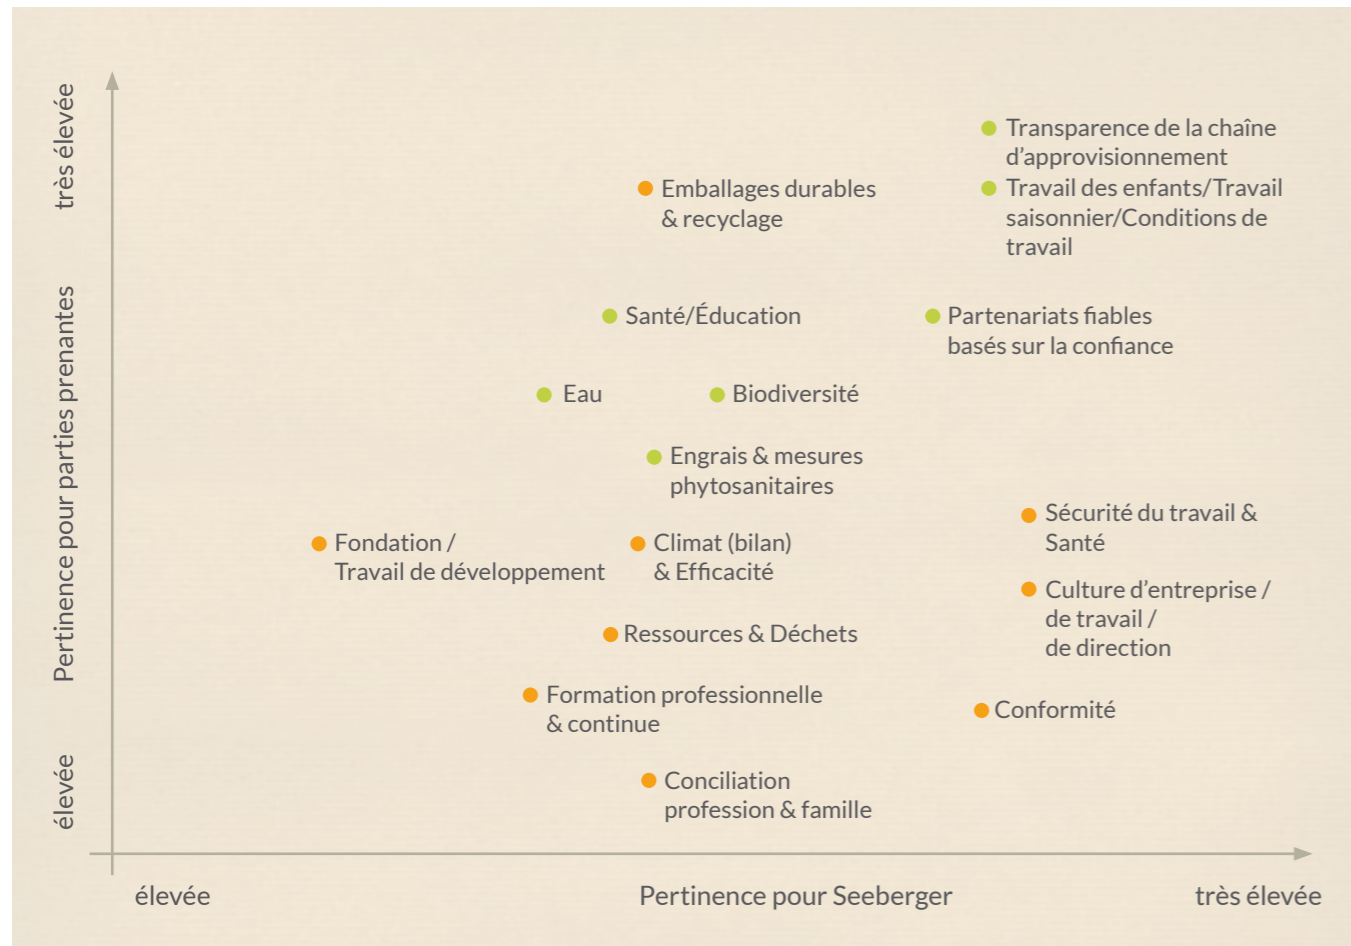 très élevée
Pertinence pour parties prenantes
élevée
Transparence de la chaîne
d’approvisionnement
Emballages durables
& recyclage
Travail des enfants/Travail
saisonnier/Conditions de
travail
Santé/Éducation
Partenariats fiables
basés sur la confiance
Eau
Biodiversité
Engrais & mesures
phytosanitaires
Sécurité du travail &
Santé
Fondation /
Travail de développement
Climat (bilan)
& Efficacité
Culture d’entreprise /
de travail /
de direction
Ressources & Déchets
Formation professionnelle
& continue
Conformité
Conciliation
profession & famille
élevée
Pertinence pour Seeberger
très élevée